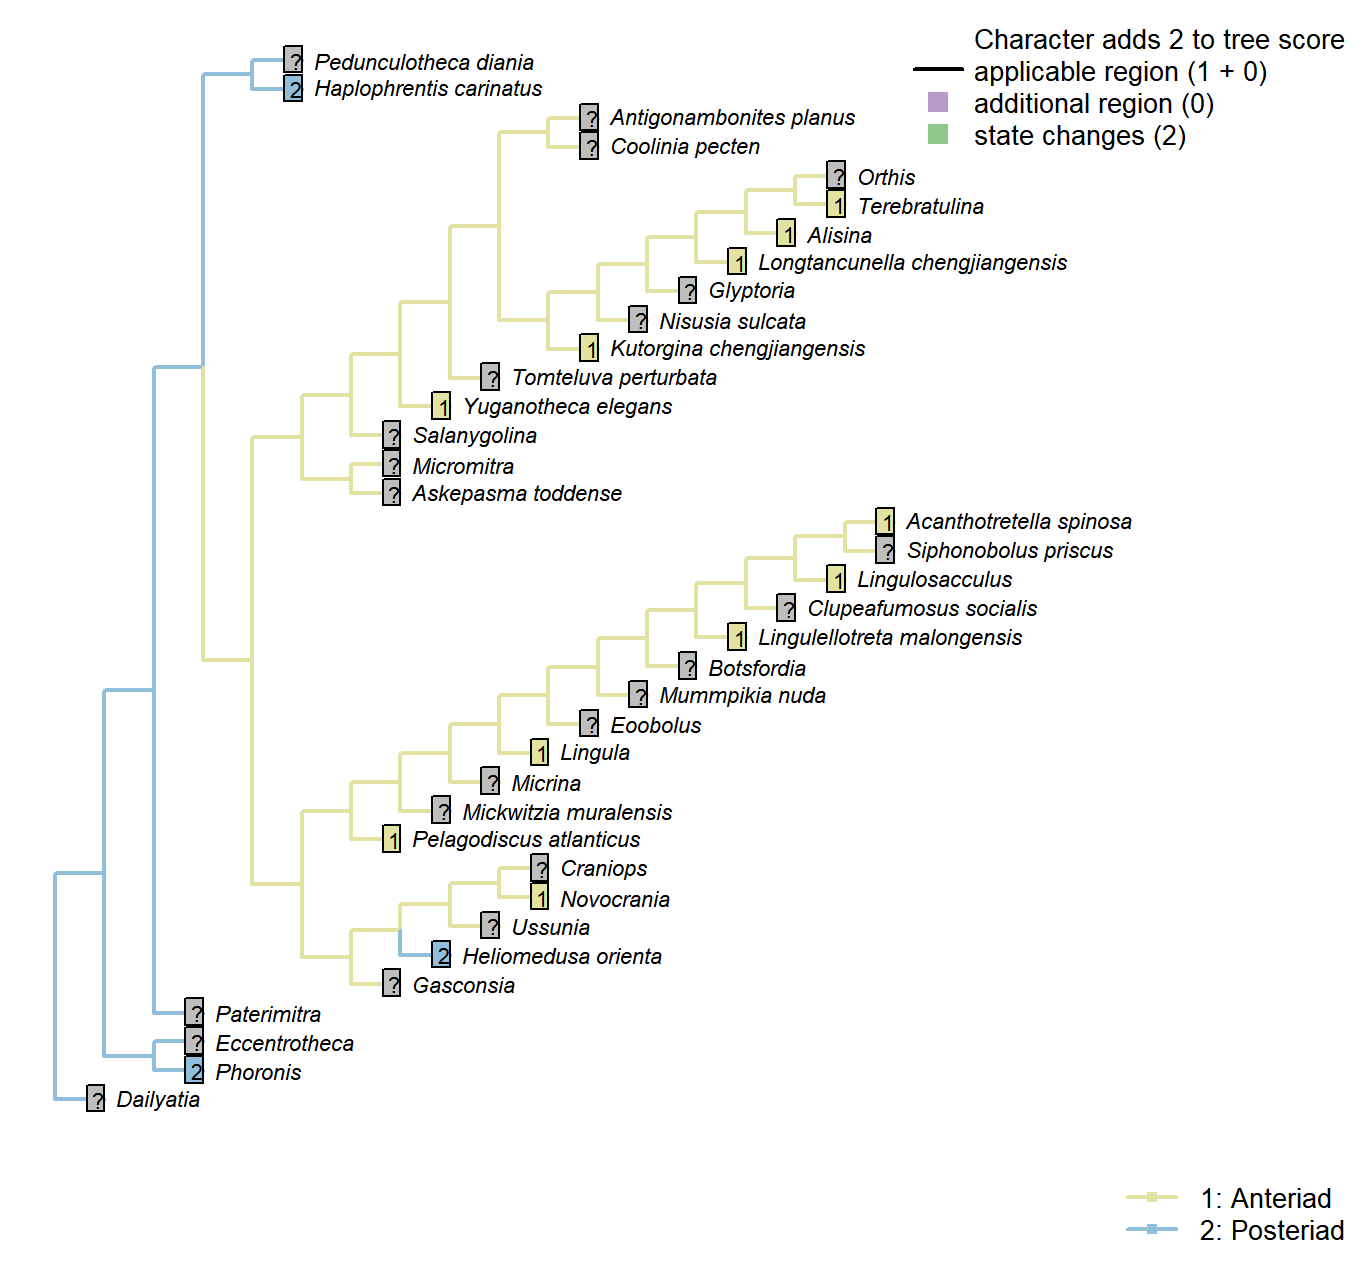 Character adds 2 to tree score
applicable region (1 + 0)
additional region (0)
state changes (2)
? Pedunculotheca diania
2 Haplophrentis carinatus
? Antigonambonites planus
? Coolinia pecten
? Orthis
1 Terebratulina
1 Alisina
1 Longtancunella chengjiangensis
? Glyptoria
? Nisusia sulcata
1 Kutorgina chengjiangensis
? Tomteluva perturbata
1 Yuganotheca elegans
? Salanygolina
? Micromitra
? Askepasma toddense
1 Acanthotretella spinosa
? Siphonobolus priscus
1 Lingulosacculus
? Clupeafumosus socialis
1 Lingulellotreta malongensis
? Botsfordia
? Mummpikia nuda
? Eoobolus
1 Lingula
? Micrina
? Mickwitzia muralensis
1 Pelagodiscus atlanticus
? Craniops
1 Novocrania
? Ussunia
2 Heliomedusa orienta
? Gasconsia
? Paterimitra
? Eccentrotheca
2 Phoronis
? Dailyatia
1: Anteriad
2: Posteriad